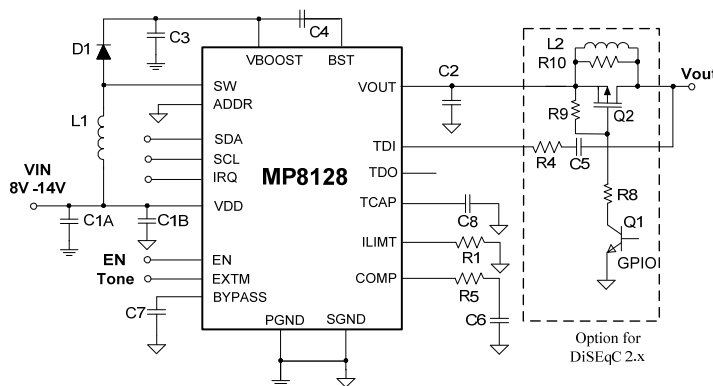 C4
D1
C3
L2
VBOOST
BST
R10
SW
VOUT
C2
Vout
ADDR
R9
Q2
L1
SDA
TDI
SCL
R4
C5
VIN
8V -14V
IRQ
MP8128
TDO
R8
VDD
TCAP
C1A
C1B
C8
Q1
EN
EN
ILIMT
R1
GPIO
Tone
EXTM
COMP
BYPASS
R5
C7
C6
PGND
SGND
Option for
DiSEqC 2.x